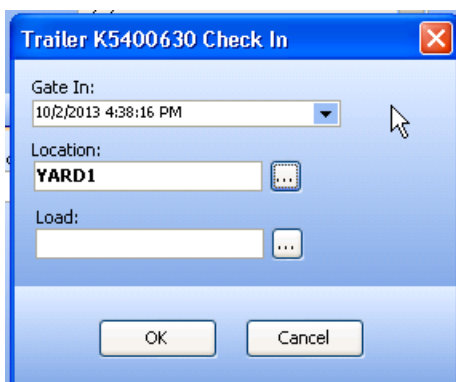 Trailer K5400630 Check In
Gate In:
10/2/2013 4:38:16 PM
Location:
YARD1
...
Load:
...
OK
Cancel